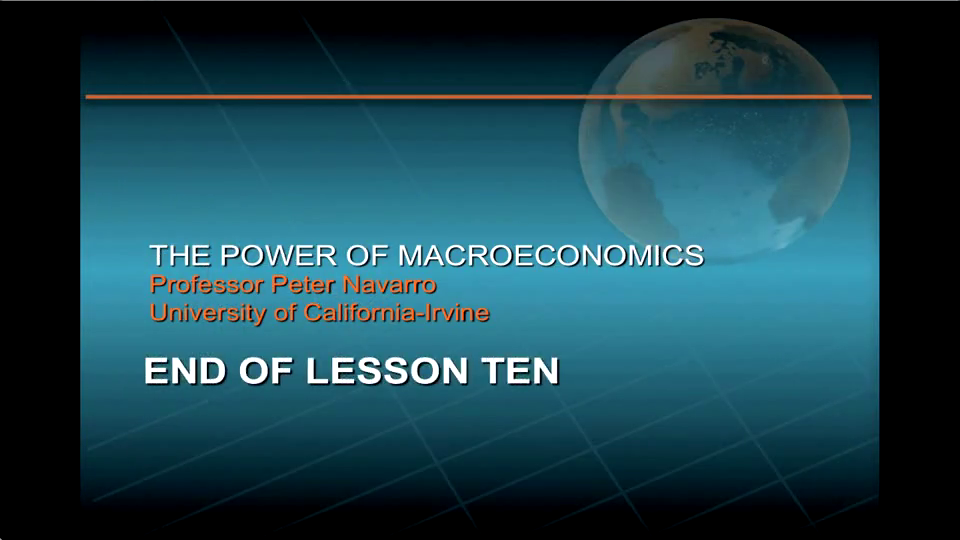 THE POWER OF MACROECONOMICS
Professor Peter Navarro
University of California-Irvine
END OF LESSON TEN